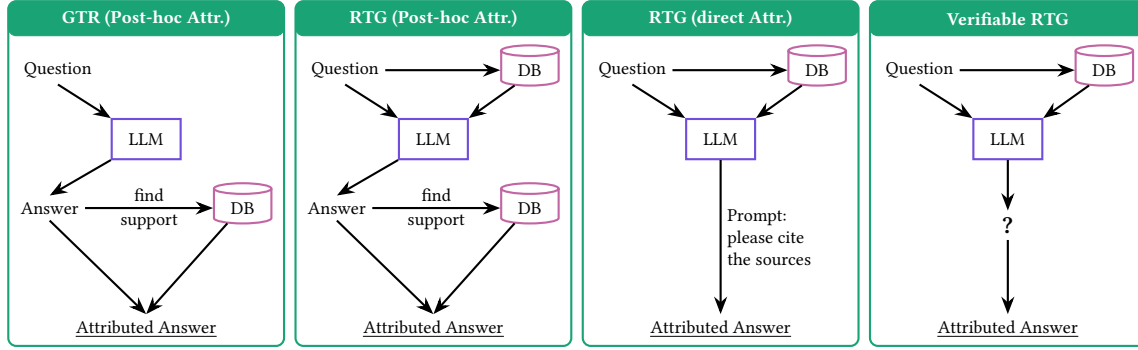 GTR (Post-hoc Attr.)
Question
LLM
Answer
find
support
DB
Attributed Answer
RTG (Post-hoc Attr.)
Question
DB
LLM
Answer
find
support
DB
Attributed Answer
RTG (direct Attr.)
Question
DB
LLM
Prompt:
please cite
the sources
Attributed Answer
Verifiable RTG
Question
DB
LLM
?
Attributed Answer